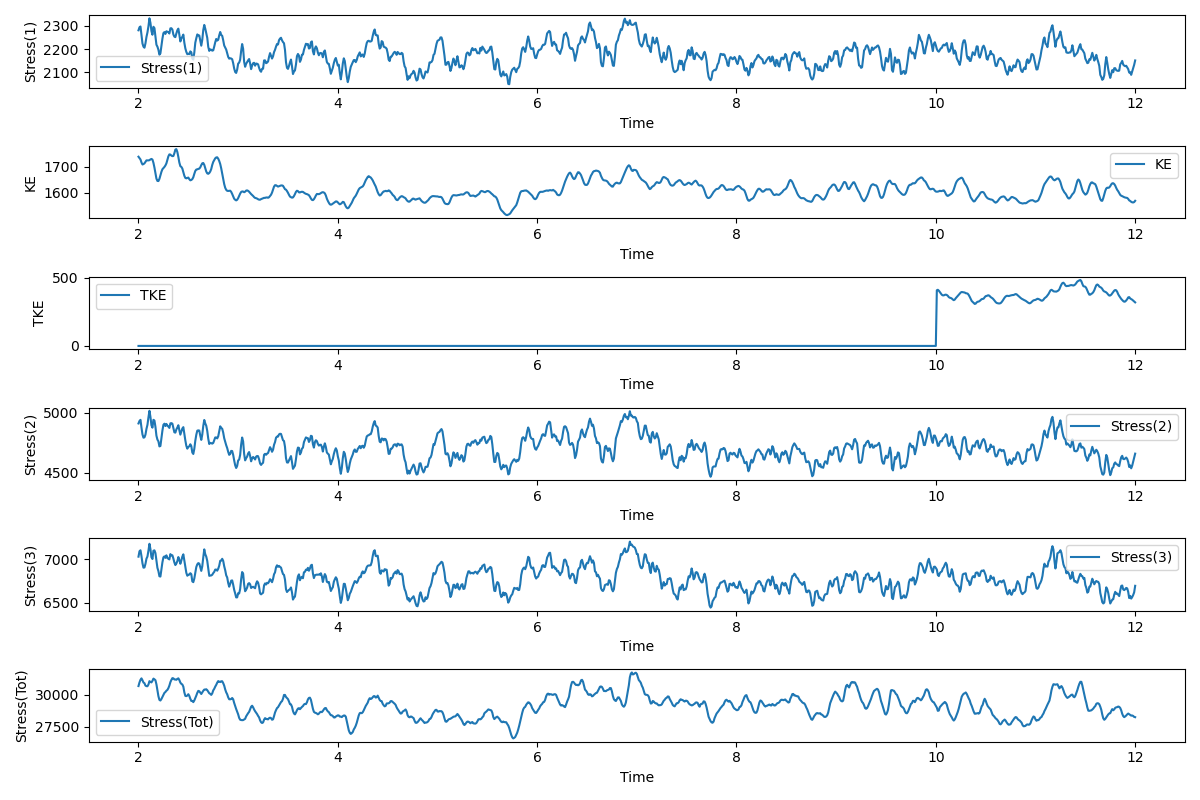 Stress(1)
2300
2200
2100
Stress(1)
2 4 6 8 10 12
Time
KE
1700
1600
KE
2 4 6 8 10 12
Time
TKE
500
0
TKE
2 4 6 8 10 12
Time
Stress(2)
5000
4500
Stress(2)
2 4 6 8 10 12
Time
Stress(3)
7000
6500
Stress(3)
2 4 6 8 10 12
Time
Stress(Tot)
30000
27500
Stress(Tot)
2 4 6 8 10 12
Time